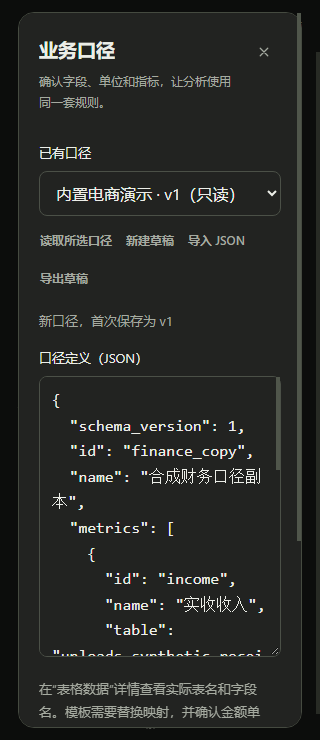 业务口径
×
确认字段、单位和指标，让分析使用
同一套规则。
已有口径
内置电商演示 · v1（只读）
读取所选口径 新建草稿 导入 JSON
导出草稿
新口径，首次保存为 v1
口径定义（JSON）
{
"schema_version": 1,
"id": "finance_copy",
"name": "合成财务口径副
本",
"metrics": [
{
"id": "income",
"name": "实收收入",
"table":
"uploads.synthetic_recei
在“表格数据”详情查看实际表名和字段
名。模板需要替换映射，并确认金额单